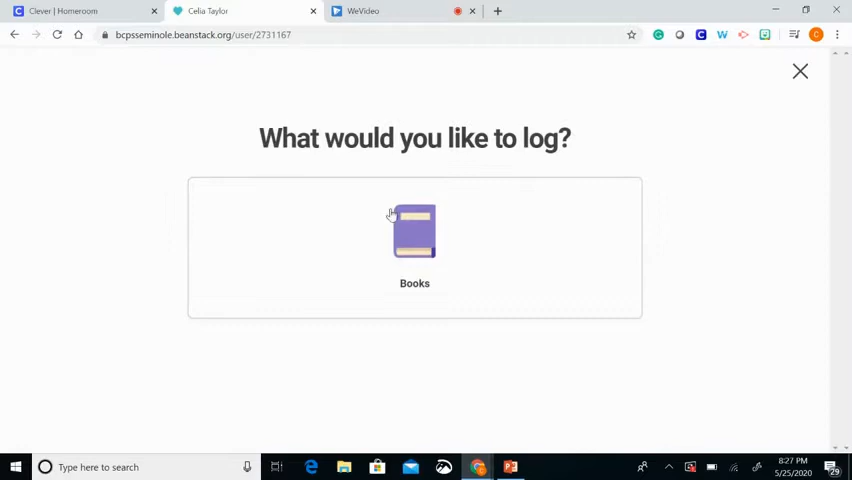 Clever | Homeroom
Celia Taylor
WeVideo
bcpsseminole.beanstack.org/user/2731167
What would you like to log?
Books
Type here to search
8:27 PM
5/25/2020
29